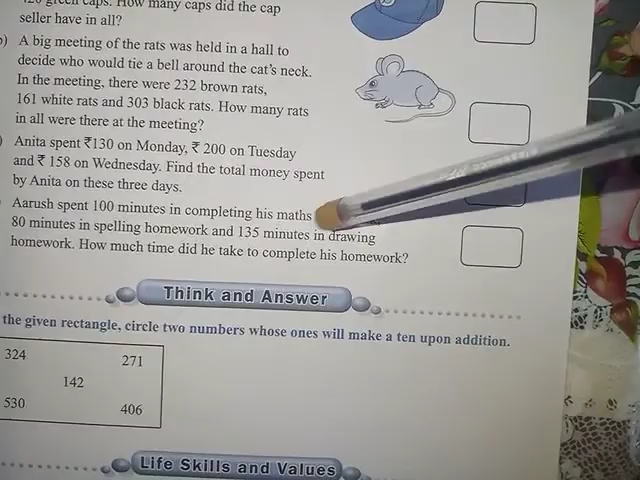 420 green caps. How many caps did the cap
seller have in all?
) A big meeting of the rats was held in a hall to
decide who would tie a bell around the cat's neck.
In the meeting, there were 232 brown rats,
161 white rats and 303 black rats. How many rats
in all were there at the meeting?
) Anita spent ₹130 on Monday, ₹ 200 on Tuesday
and ₹ 158 on Wednesday. Find the total money spent
by Anita on these three days.
Aarush spent 100 minutes in completing his maths
80 minutes in spelling homework and 135 minutes in drawing
homework. How much time did he take to complete his homework?
Think and Answer
the given rectangle, circle two numbers whose ones will make a ten upon addition.
324 271
142
530 406
Life Skills and Values